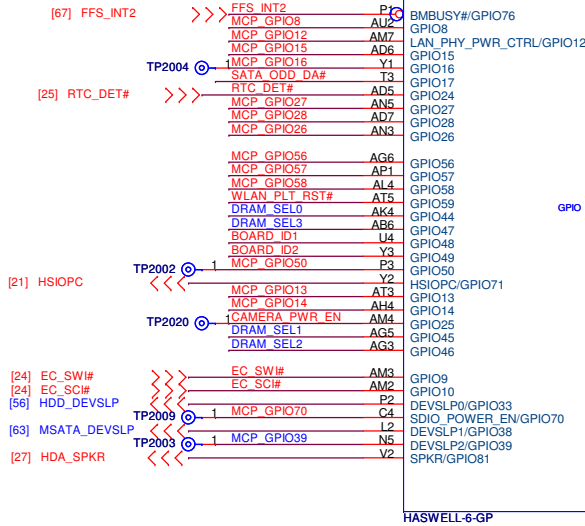 [67] FFS_INT2 FFS_INT2 P1 BMBUSY#/GPIO76
MCP_GPIO8 AU2 GPIO8
MCP_GPIO12 AM7 LAN_PHY_PWR_CTRL/GPIO12
MCP_GPIO15 AD6 GPIO15
TP2004 1 MCP_GPIO16 Y1 GPIO16
SATA_ODD_DA# T3 GPIO17
[25] RTC_DET# RTC_DET# AD5 GPIO24
MCP_GPIO27 AN5 GPIO27
MCP_GPIO28 AD7 GPIO28
MCP_GPIO26 AN3 GPIO26
MCP_GPIO56 AG6 GPIO56
MCP_GPIO57 AP1 GPIO57
MCP_GPIO58 AL4 GPIO58
WLAN_PLT_RST# AT5 GPIO59
DRAM_SEL0 AK4 GPIO44
GPIO
DRAM_SEL3 AB6 GPIO47
BOARD_ID1 U4 GPIO48
BOARD_ID2 Y3 GPIO49
TP2002 1 MCP_GPIO50 P3 GPIO50
[21] HSIOPC Y2 HSIOPC/GPIO71
MCP_GPIO13 AT3 GPIO13
MCP_GPIO14 AH4 GPIO14
TP2020 1 CAMERA_PWR_EN AM4 GPIO25
DRAM_SEL1 AG5 GPIO45
DRAM_SEL2 AG3 GPIO46
[24] EC_SWI# EC_SWI# AM3 GPIO9
[24] EC_SCI# EC_SCI# AM2 GPIO10
[56] HDD_DEVSLP P2 DEVSLP0/GPIO33
TP2009 1 MCP_GPIO70 C4 SDIO_POWER_EN/GPIO70
[63] MSATA_DEVSLP L2 DEVSLP1/GPIO38
TP2003 1 MCP_GPIO39 N5 DEVSLP2/GPIO39
[27] HDA_SPKR V2 SPKR/GPIO81
HASWELL-6-GP